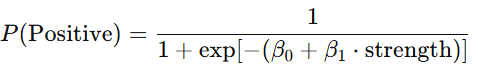 P(Positive) = 1 / (1 + exp[−(β₀ + β₁ · strength)])